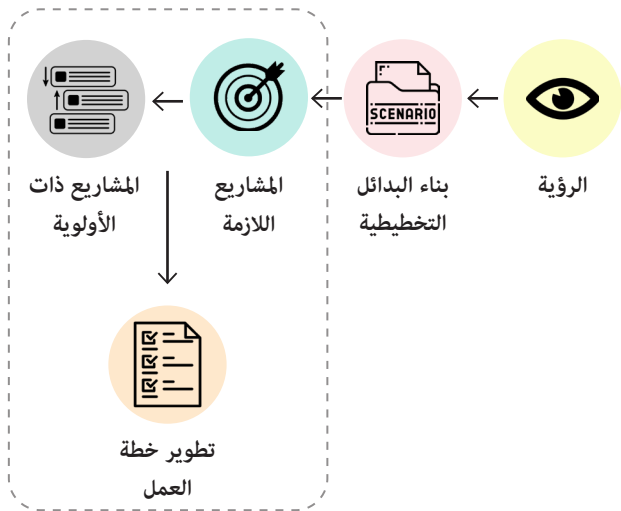 SCENARIO
الرؤية
بناء البدائل
التخطيطية
المشاريع
اللازمة
المشاريع ذات
الأولوية
تطوير خطة
العمل